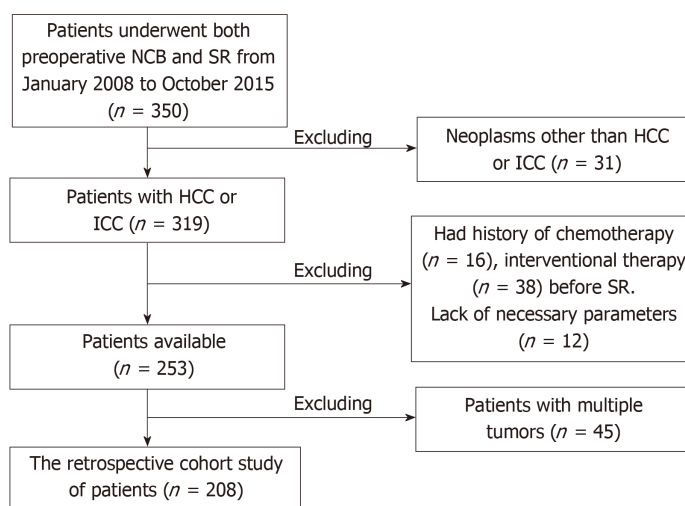 Patients underwent both
preoperative NCB and SR from
January 2008 to October 2015
(n = 350)
Excluding
Neoplasms other than HCC
or ICC (n = 31)
Patients with HCC or
ICC (n = 319)
Excluding
Had history of chemotherapy
(n = 16), interventional therapy
(n = 38) before SR.
Lack of necessary parameters
(n = 12)
Patients available
(n = 253)
Excluding
Patients with multiple
tumors (n = 45)
The retrospective cohort study
of patients (n = 208)